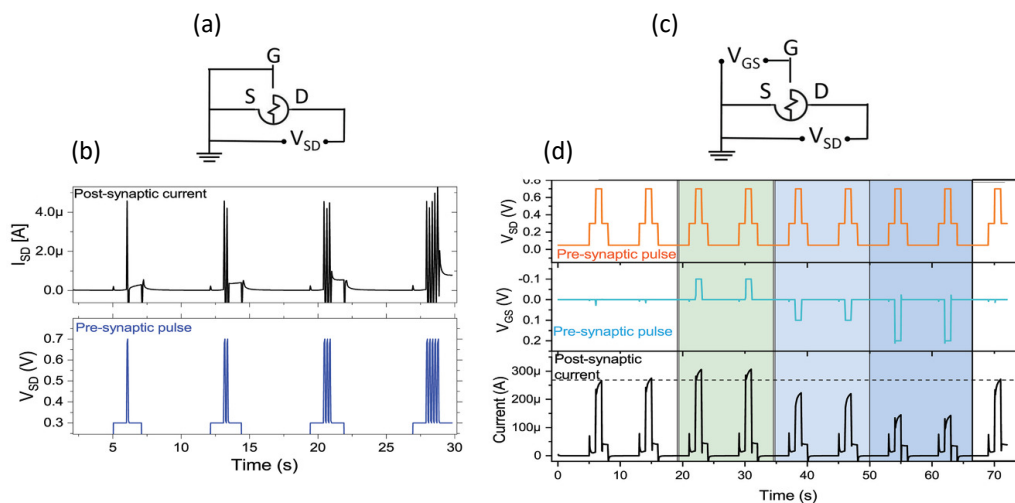 (a)
G
S D
V_SD
(b)
Post-synaptic current
I_SD [A]
4.0µ
2.0µ
0.0
Pre-synaptic pulse
V_SD (V)
0.7
0.6
0.5
0.4
0.3
5 10 15 20 25 30
Time (s)
(c)
V_GS G
S D
V_SD
(d)
V_SD (V)
0.8
0.6
0.4
0.2
0.0
Pre-synaptic pulse
V_GS (V)
-0.1
0.0
0.1
0.2
Pre-synaptic pulse
Post-synaptic
current
Current (A)
300µ
200µ
100µ
0
0 10 20 30 40 50 60 70
Time (s)